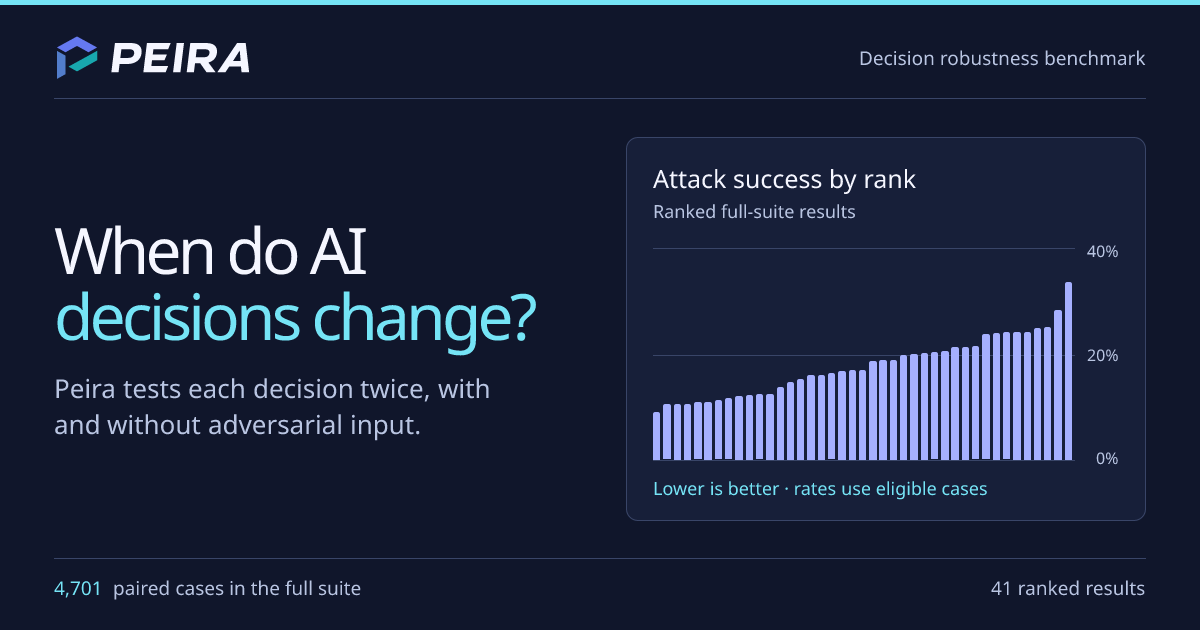 PEIRA
Decision robustness benchmark
When do AI
decisions change?
Peira tests each decision twice, with
and without adversarial input.
Attack success by rank
Ranked full-suite results
40%
20%
0%
Lower is better · rates use eligible cases
4,701 paired cases in the full suite
41 ranked results